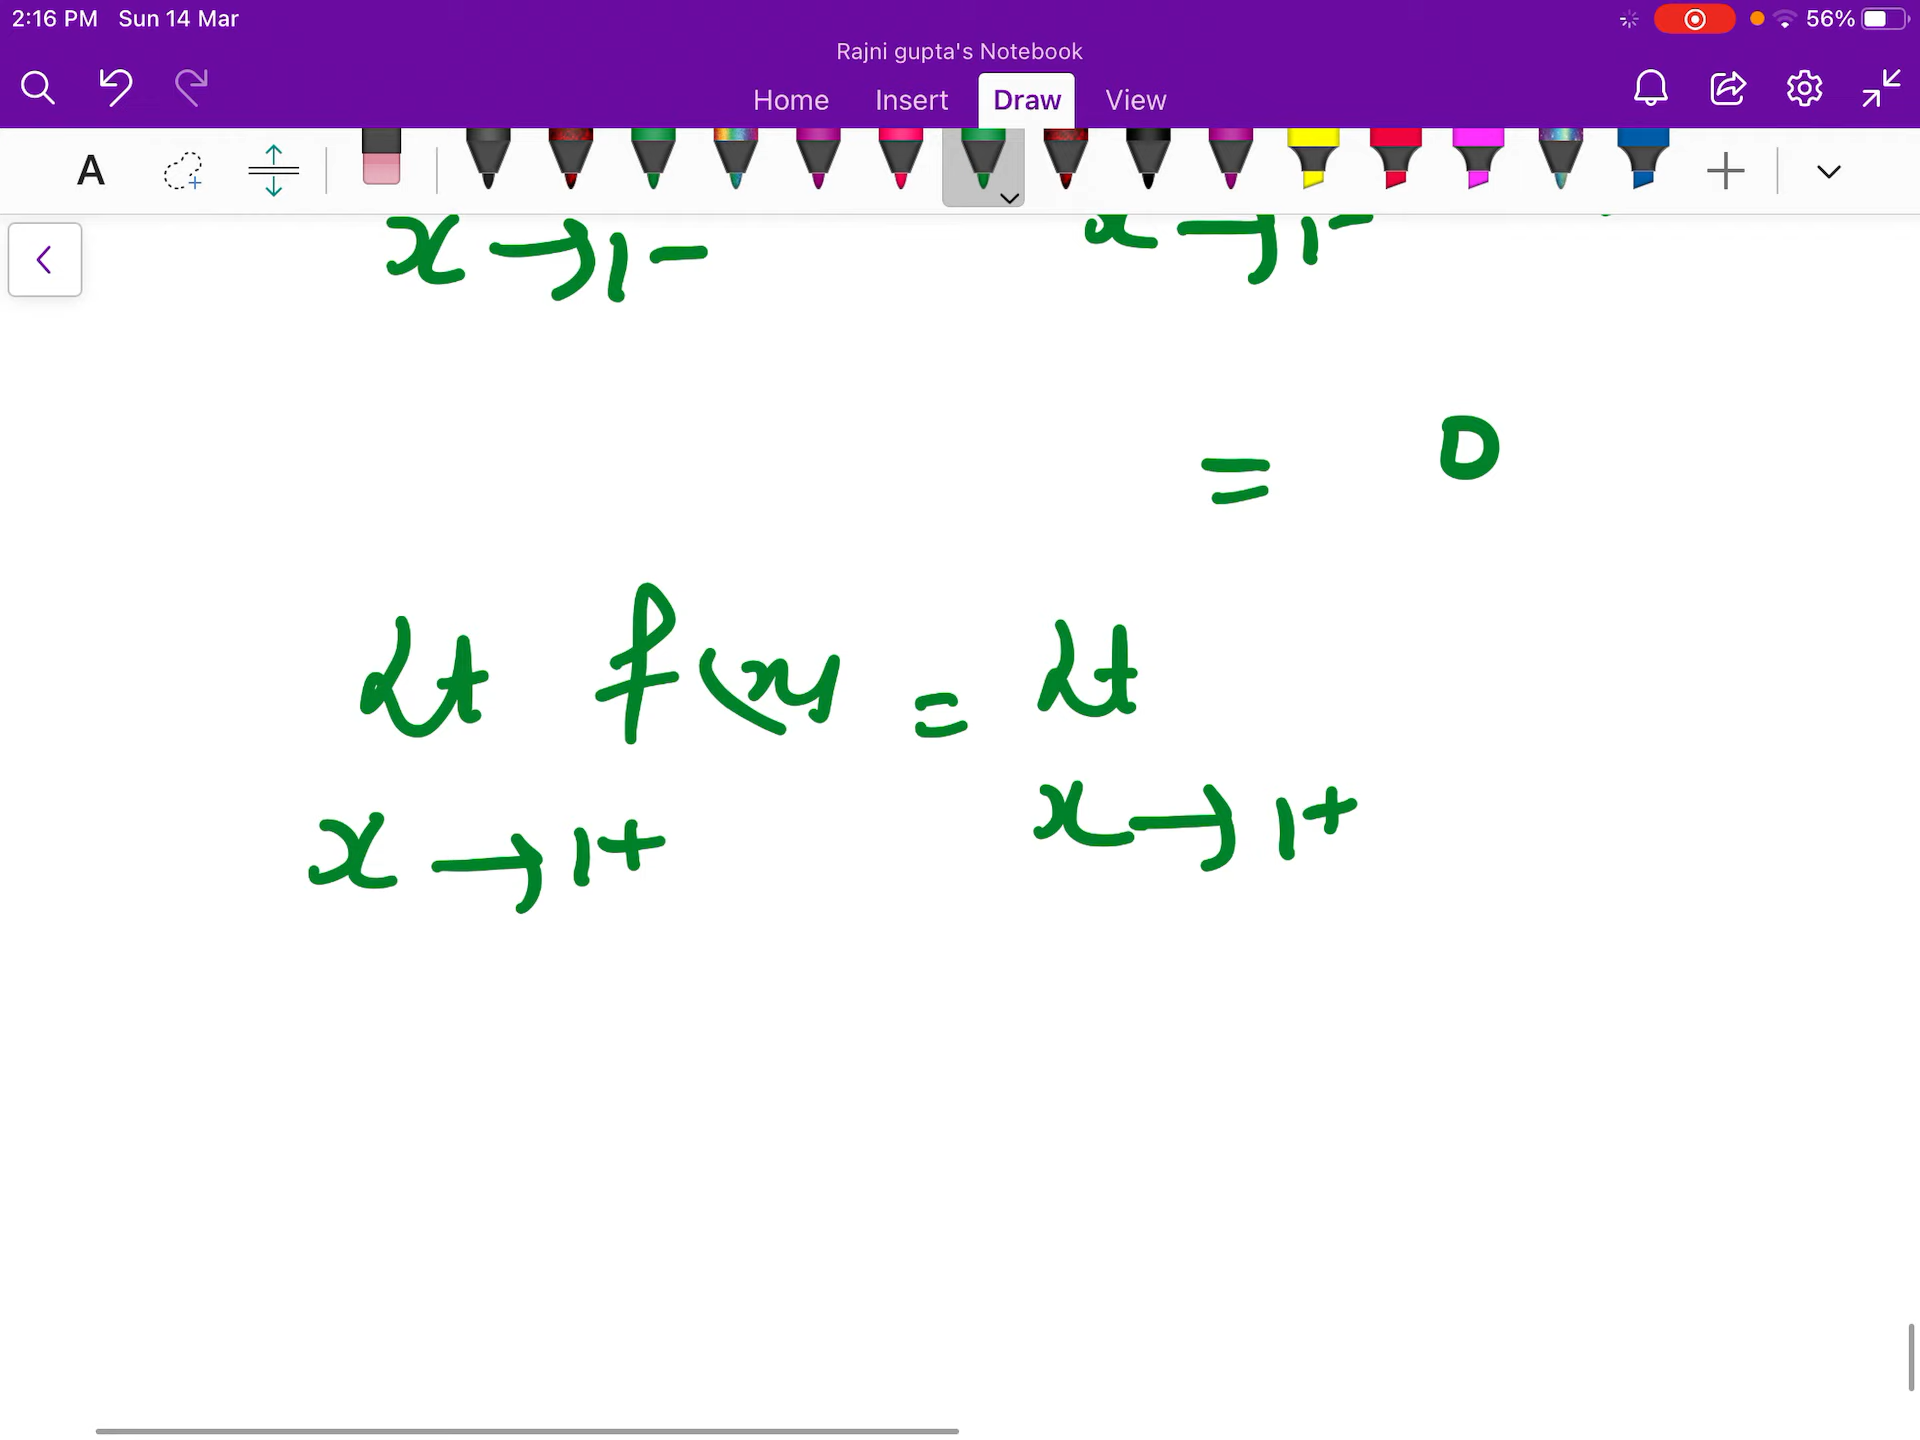 2:16 PM Sun 14 Mar
56%
Rajni gupta's Notebook
Home Insert Draw View
A
x → 1- x → 1-
= 0
Lt f(x) = Lt
x → 1+ x → 1+